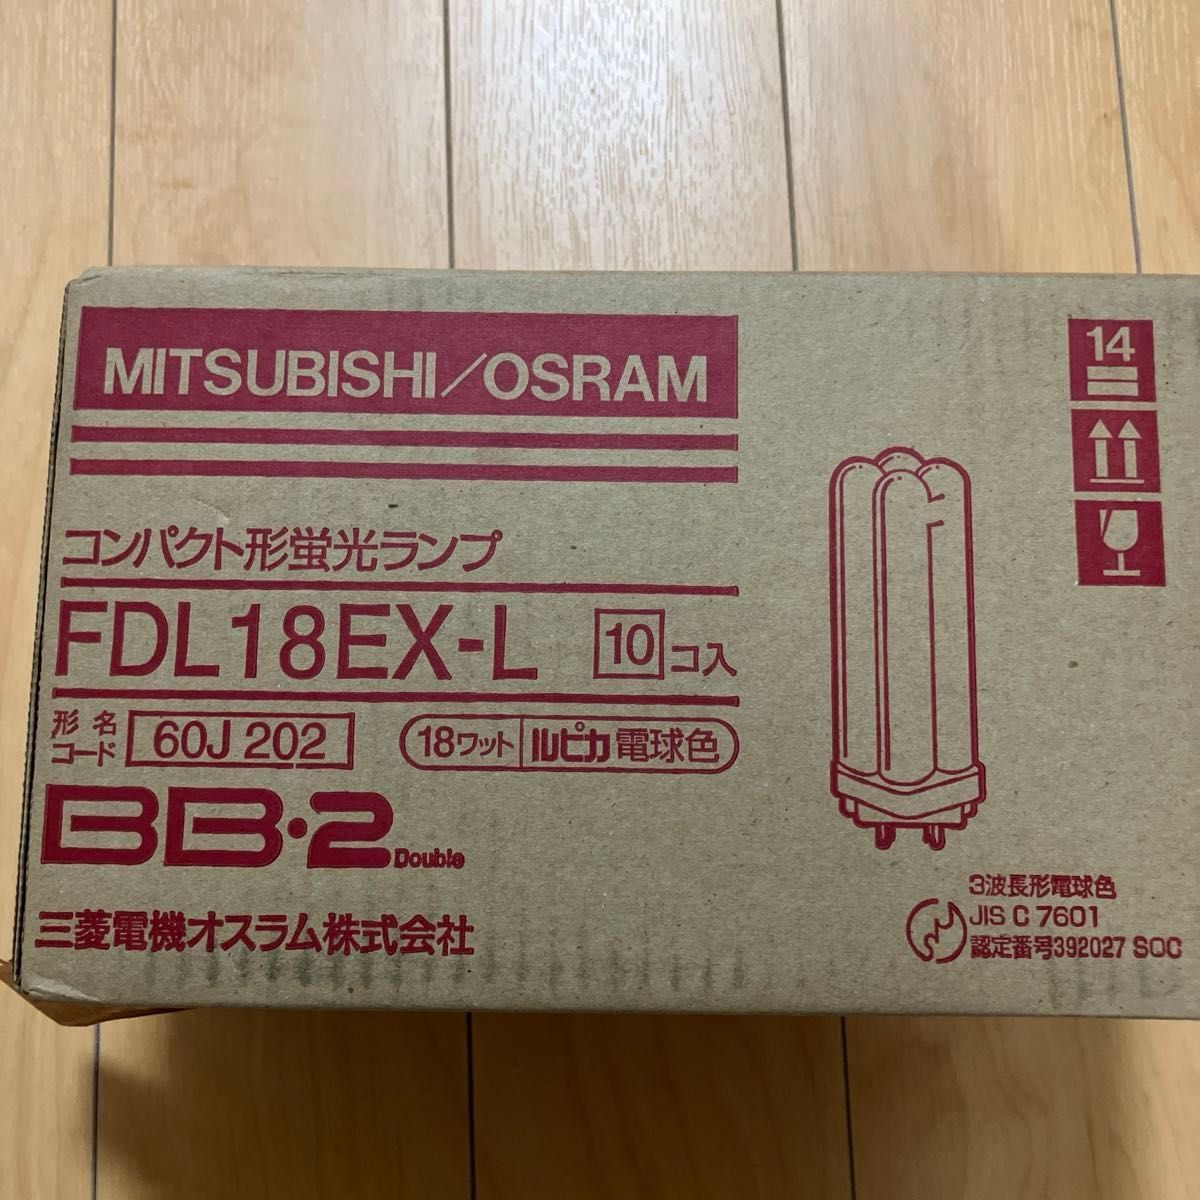 MITSUBISHI/OSRAM
14
コンパクト形蛍光ランプ
FDL18EX-L 10コ入
形名コード 60J 202 18ワット ルピカ 電球色
BB・2 Double
三菱電機オスラム株式会社
3波長形電球色
JIS C 7601
認定番号392027 SOC